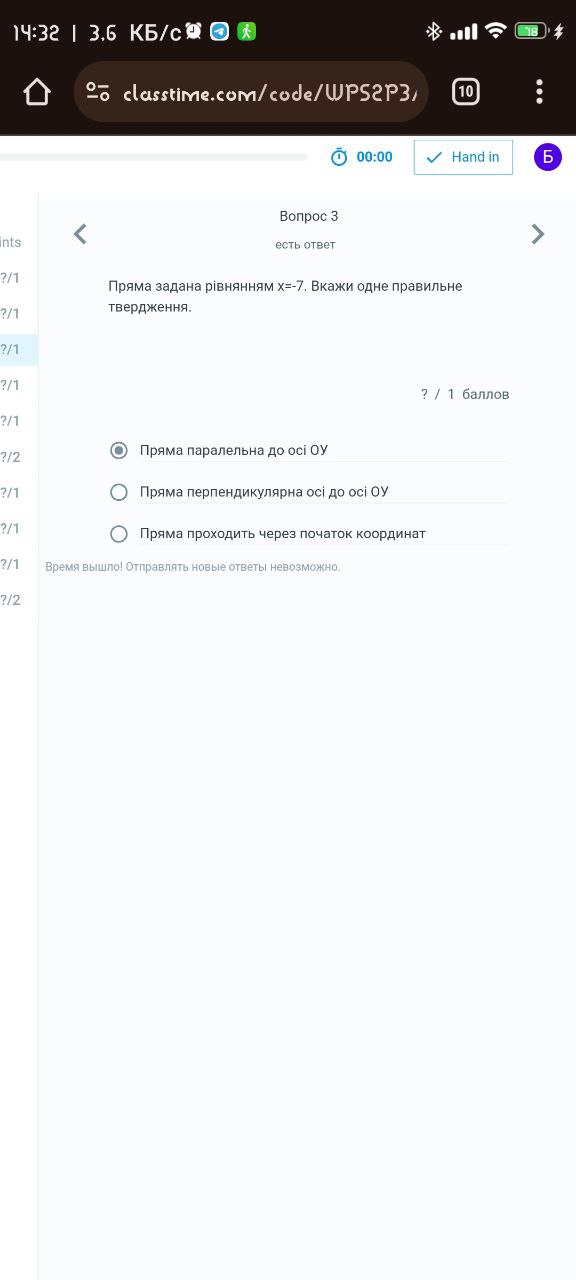 14:32 | 3,6 КБ/с
78
classtime.com/code/WPS2P3
10
00:00
Hand in
Б
ints
?/1
?/1
?/1
?/1
?/1
?/2
?/1
?/1
?/1
?/2
Вопрос 3
есть ответ
Пряма задана рівнянням х=-7. Вкажи одне правильне
твердження.
? / 1 баллов
Пряма паралельна до осі ОУ
Пряма перпендикулярна осі до осі ОУ
Пряма проходить через початок координат
Время вышло! Отправлять новые ответы невозможно.